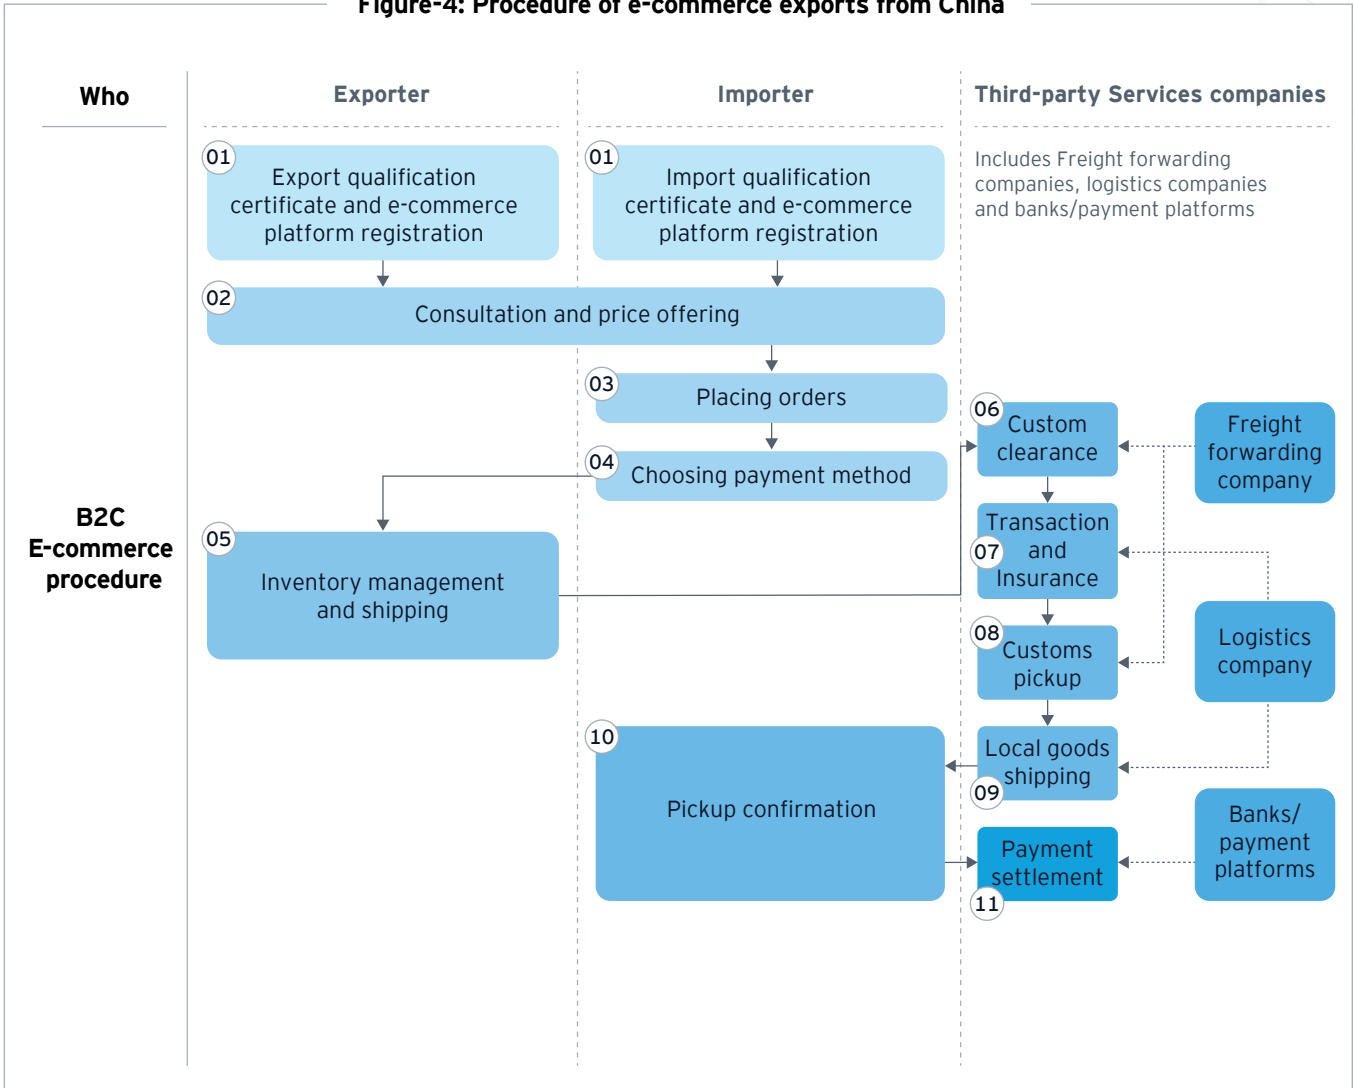 Figure-4: Procedure of e-commerce exports from China
Who
Exporter
Importer
Third-party Services companies
Includes Freight forwarding
companies, logistics companies
and banks/payment platforms
B2C
E-commerce
procedure
01
Export qualification
certificate and e-commerce
platform registration
01
Import qualification
certificate and e-commerce
platform registration
02
Consultation and price offering
03
Placing orders
04
Choosing payment method
05
Inventory management
and shipping
06
Custom
clearance
Freight
forwarding
company
Transaction
07
and
Insurance
08
Customs
pickup
Logistics
company
Local goods
shipping
09
10
Pickup confirmation
Payment
settlement
11
Banks/
payment
platforms